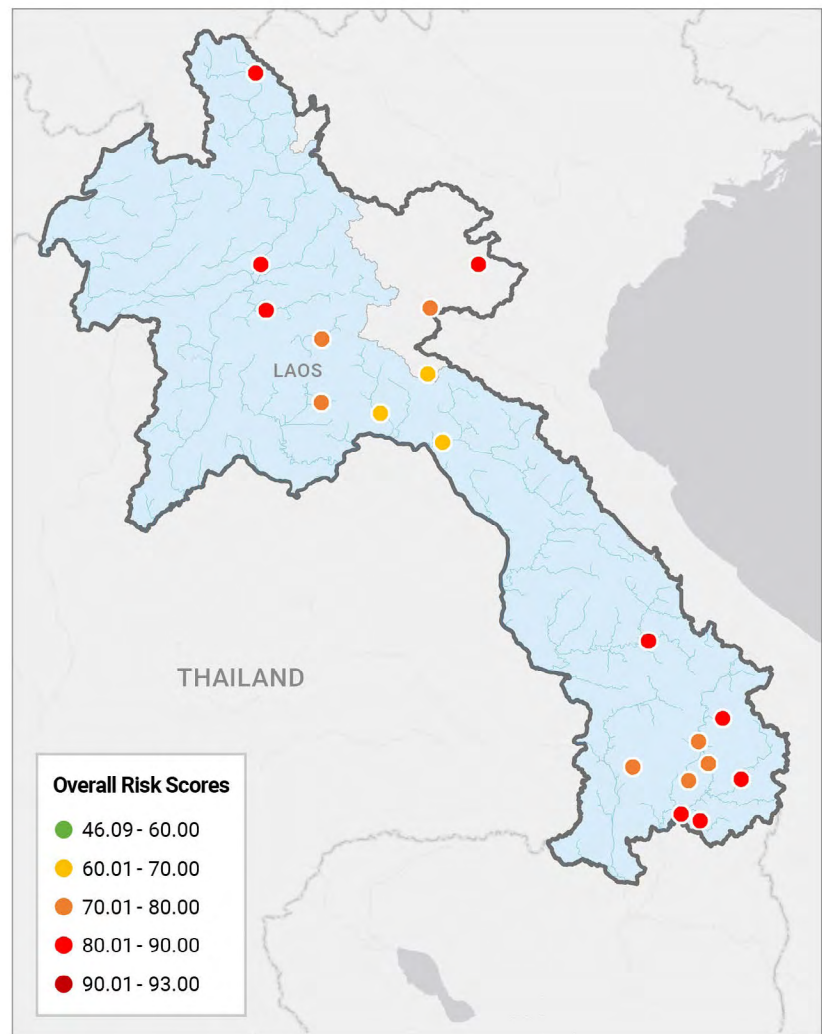 LAOS
THAILAND
Overall Risk Scores
46.09 - 60.00
60.01 - 70.00
70.01 - 80.00
80.01 - 90.00
90.01 - 93.00